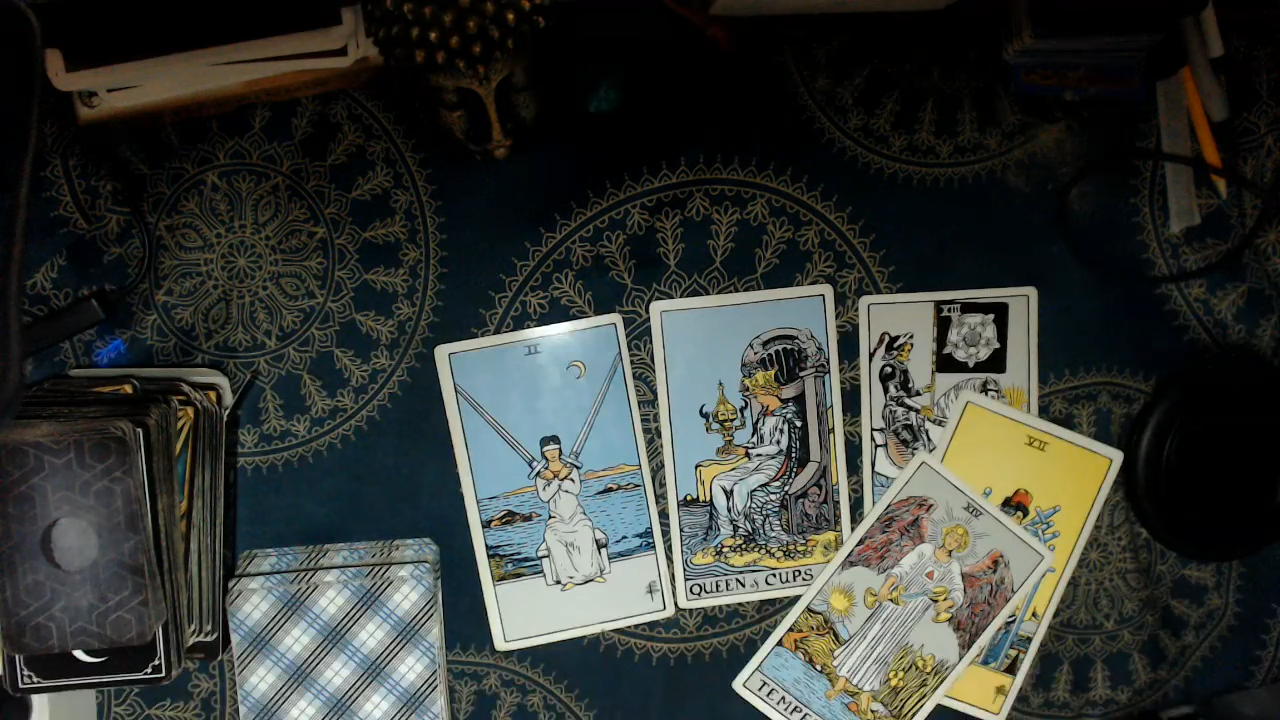 II
QUEEN of CUPS
XIII
VII
XIV
TEMPE